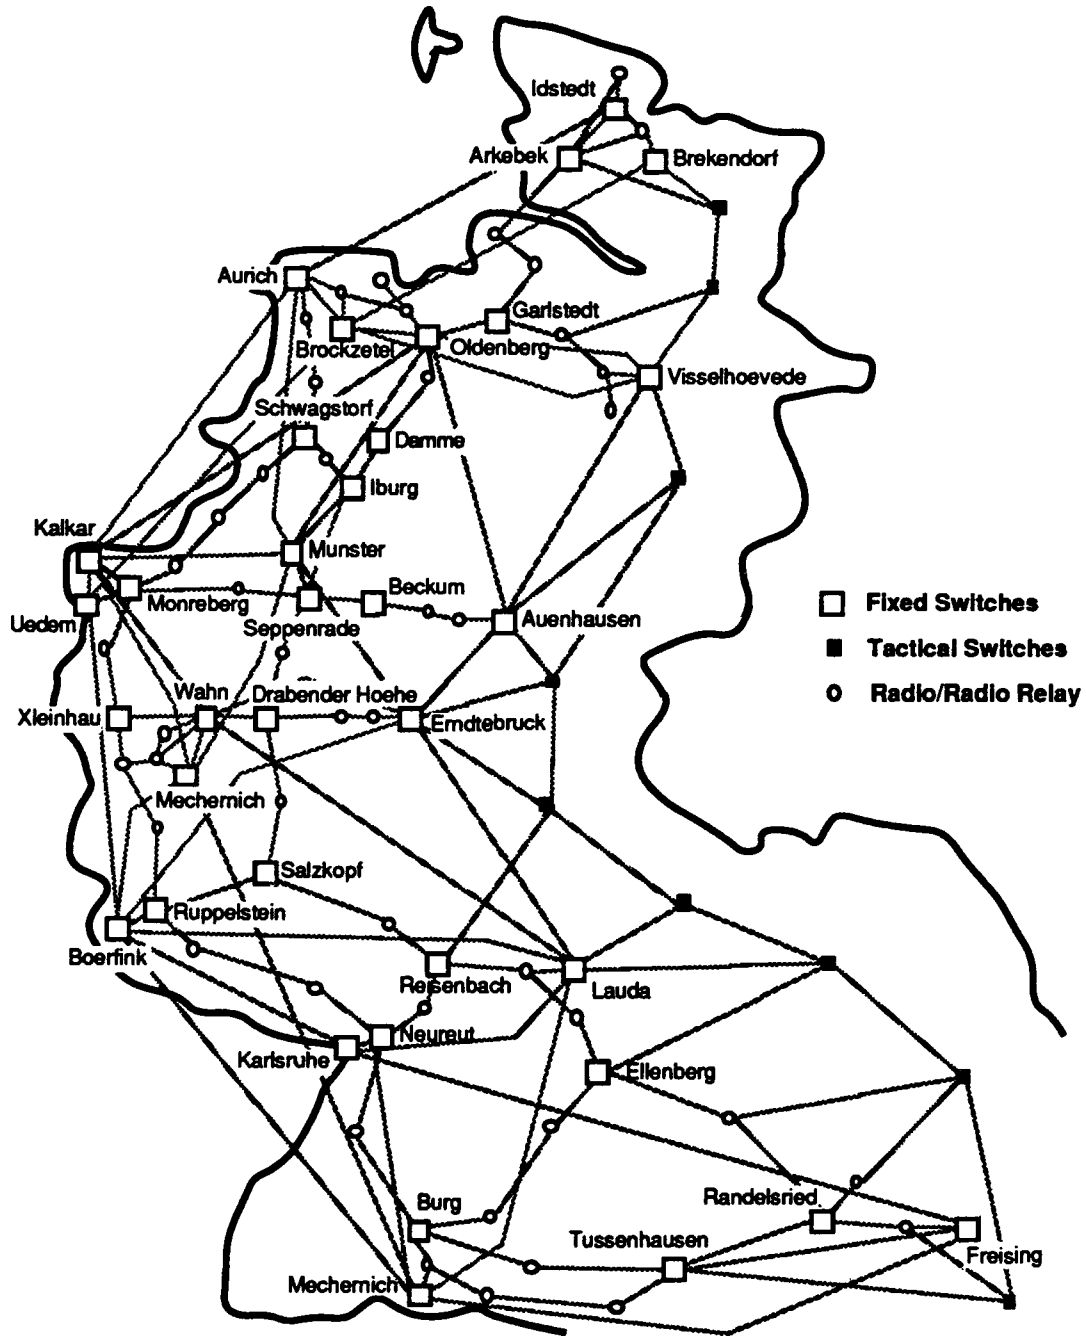 Idstedt
Arkebek
Brekendorf
Aurich
Garlstedt
Brockzetel
Oldenberg
Visselhoevede
Schwagstorf
Damme
Iburg
Kalkar
Munster
Beckum
Monreberg
Uedem
Seppenrade
Auenhausen
Fixed Switches
Tactical Switches
Radio/Radio Relay
Wahn
Drabender Hoehe
Xleinhau
Erndtebruck
Mechernich
Salzkopf
Ruppelstein
Boerfink
Reisenbach
Lauda
Neureut
Karlsruhe
Ellenberg
Burg
Randelsried
Tussenhausen
Freising
Mechernich